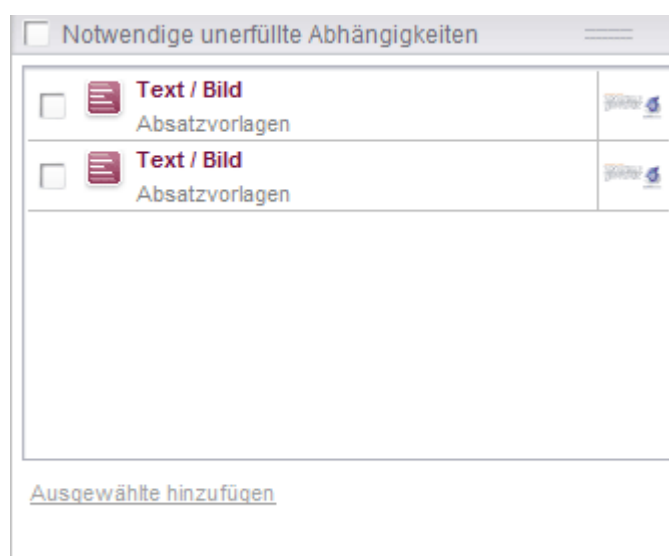 Notwendige unerfüllte Abhängigkeiten
Text / Bild
Absatzvorlagen
Text / Bild
Absatzvorlagen
Ausgewählte hinzufügen